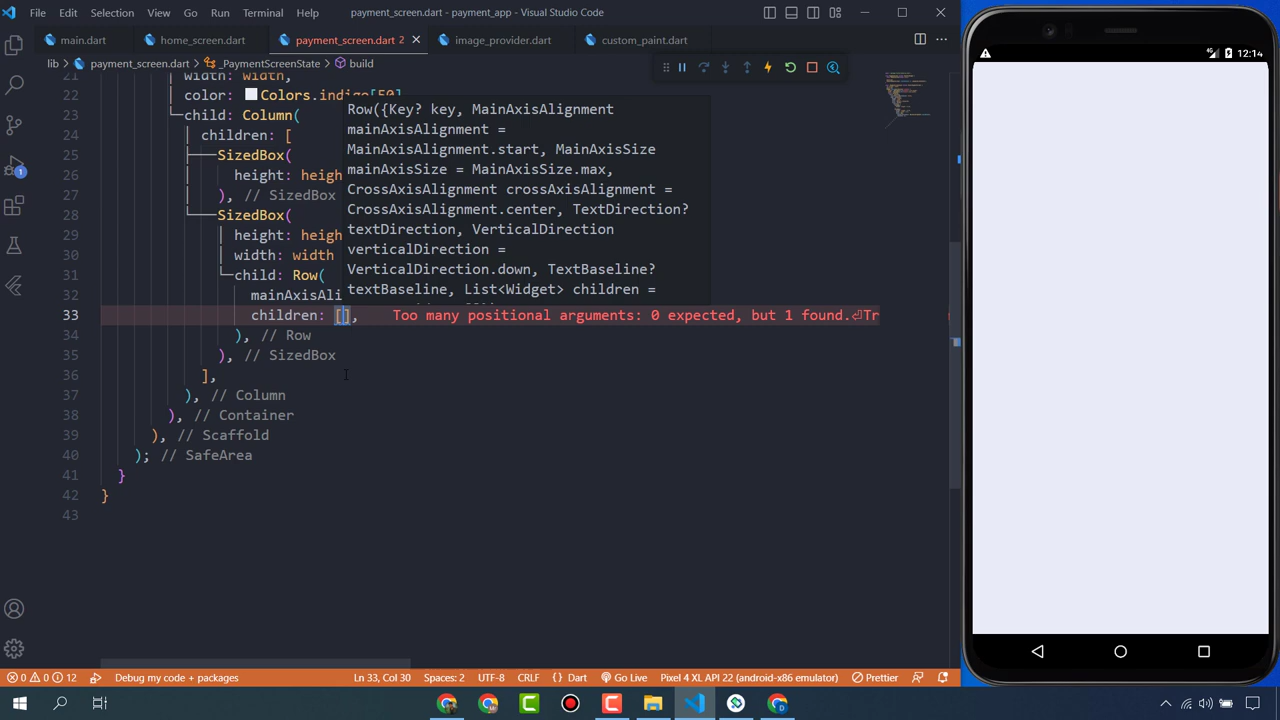 File Edit Selection View Go Run Terminal Help payment_screen.dart - payment_app - Visual Studio Code
main.dart home_screen.dart payment_screen.dart 2 image_provider.dart custom_paint.dart
lib > payment_screen.dart > _PaymentScreenState > build
21 width: width,
22 color: Colors.indigo[50],
23 child: Column(
24 children: [
25 SizedBox(
26 height: heigh
27 ), // SizedBox
28 SizedBox(
29 height: heigh
30 width: width
31 child: Row(
32 mainAxisAli
33 children: [], Too many positional arguments: 0 expected, but 1 found.⏎Tr
34 ), // Row
35 ), // SizedBox
36 ],
37 ), // Column
38 ), // Container
39 ), // Scaffold
40 ); // SafeArea
41 }
42 }
43
Row({Key? key, MainAxisAlignment
mainAxisAlignment =
MainAxisAlignment.start, MainAxisSize
mainAxisSize = MainAxisSize.max,
CrossAxisAlignment crossAxisAlignment =
CrossAxisAlignment.center, TextDirection?
textDirection, VerticalDirection
verticalDirection =
VerticalDirection.down, TextBaseline?
textBaseline, List<Widget> children =
1
0 0 12 Debug my code + packages Ln 33, Col 30 Spaces: 2 UTF-8 CRLF {} Dart Go Live Pixel 4 XL API 22 (android-x86 emulator) Prettier
4G 12:14